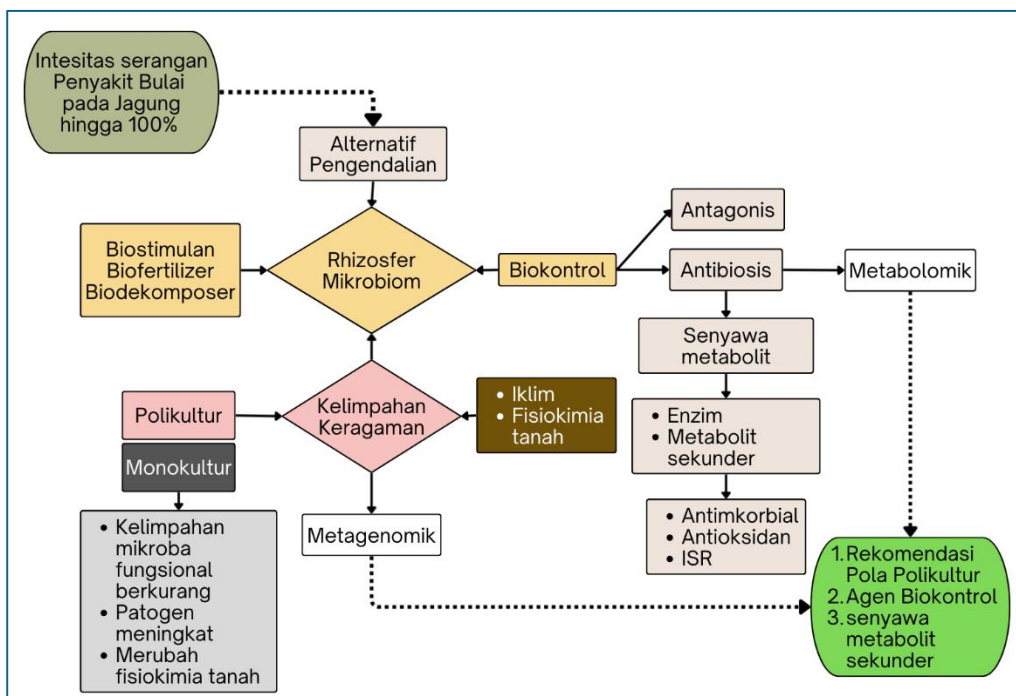 Intesitas serangan
Penyakit Bulai
pada Jagung
hingga 100%
Alternatif
Pengendalian
Biostimulan
Biofertilizer
Biodekomposer
Rhizosfer
Mikrobiom
Biokontrol
Antagonis
Antibiosis
Metabolomik
Senyawa
metabolit
Polikultur
Kelimpahan
Keragaman
• Iklim
• Fisiokimia
tanah
• Enzim
• Metabolit
sekunder
Monokultur
• Kelimpahan
mikroba
fungsional
berkurang
• Patogen
meningkat
• Merubah
fisiokimia tanah
Metagenomik
• Antimkorbial
• Antioksidan
• ISR
1. Rekomendasi
Pola Polikultur
2. Agen Biokontrol
3. senyawa
metabolit
sekunder